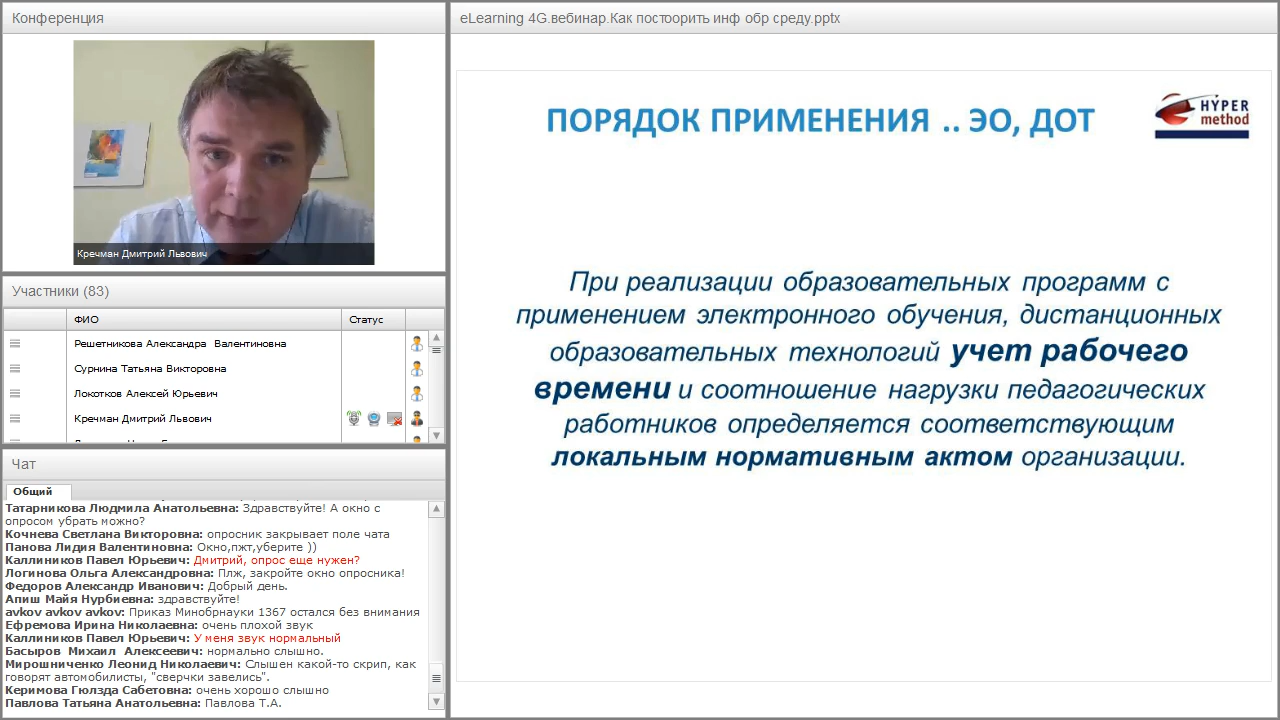 Конференция
Кречман Дмитрий Львович
Участники (83)
ФИО
Статус
Решетникова Александра Валентиновна
Сурнина Татьяна Викторовна
Локотков Алексей Юрьевич
Кречман Дмитрий Львович
Чат
Общий
Татарникова Людмила Анатольевна: Здравствуйте! А окно с
опросом убрать можно?
Кочнева Светлана Викторовна: опросник закрывает поле чата
Панова Лидия Валентиновна: Окно,пжт,уберите ))
Каллиников Павел Юрьевич: Дмитрий, опрос еще нужен?
Логинова Ольга Александровна: Плж, закройте окно опросника!
Федоров Александр Иванович: Добрый день.
Апиш Майя Нурбиевна: здравствуйте!
avkov avkov avkov: Приказ Минобрнауки 1367 остался без внимания
Ефремова Ирина Николаевна: очень плохой звук
Каллиников Павел Юрьевич: У меня звук нормальный
Басыров Михаил Алексеевич: нормально слышно.
Мирошниченко Леонид Николаевич: Слышен какой-то скрип, как
говорят автомобилисты, "сверчки завелись".
Керимова Гюлзда Сабетовна: очень хорошо слышно
Павлова Татьяна Анатольевна: Павлова Т.А.
eLearning 4G.вебинар.Как постоорить инф обр среду.pptx
ПОРЯДОК ПРИМЕНЕНИЯ .. ЭО, ДОТ
HYPER
method
При реализации образовательных программ с
применением электронного обучения, дистанционных
образовательных технологий учет рабочего
времени и соотношение нагрузки педагогических
работников определяется соответствующим
локальным нормативным актом организации.